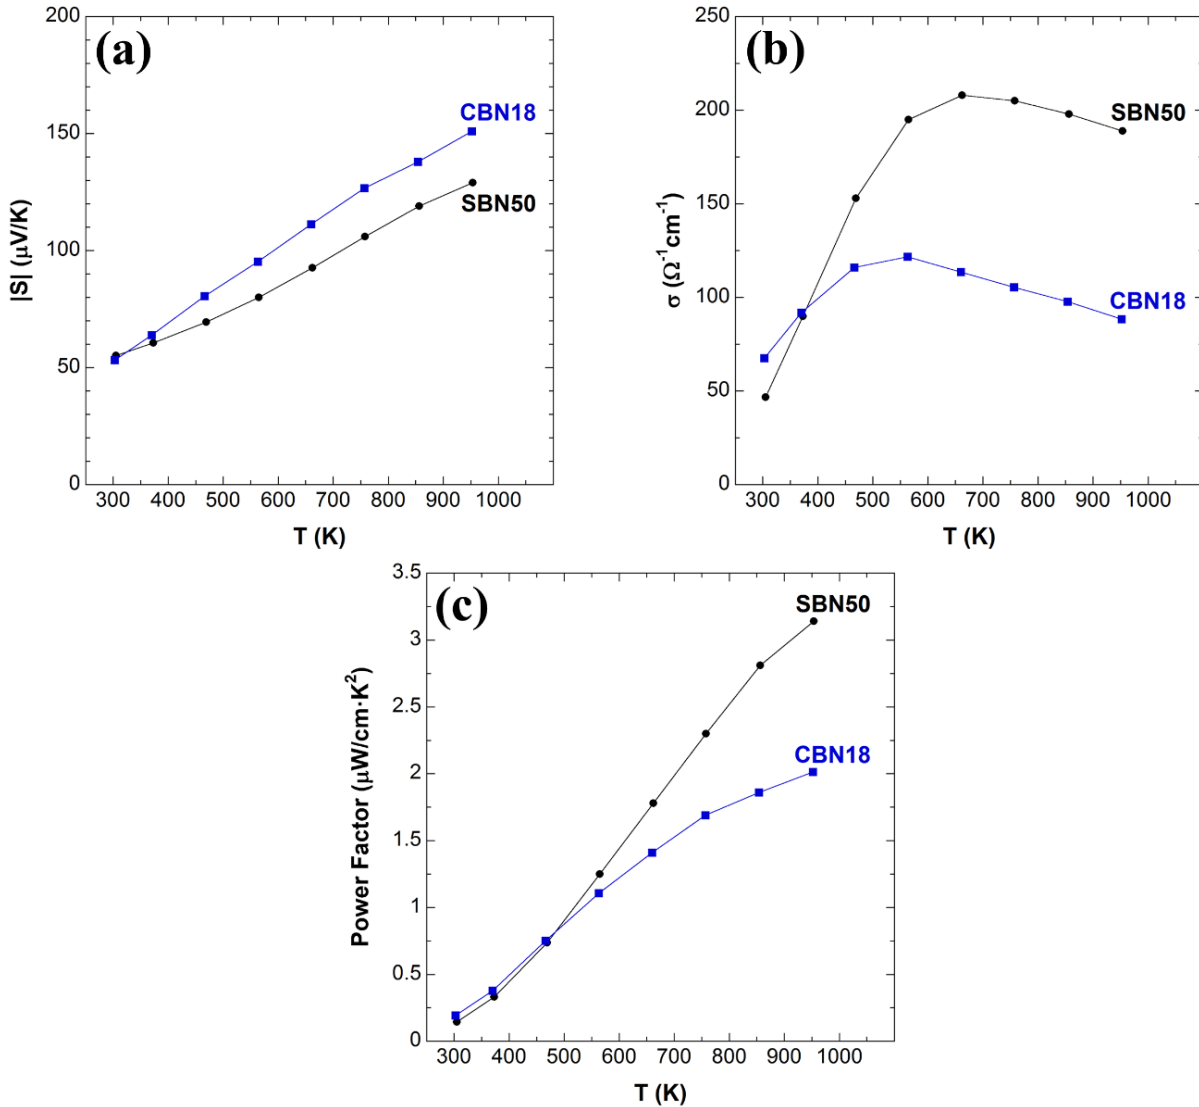 (a)
200
150
100
50
0
|S| (μV/K)
CBN18
SBN50
300 400 500 600 700 800 900 1000
T (K)
(b)
250
200
150
100
50
0
σ (Ω⁻¹cm⁻¹)
SBN50
CBN18
300 400 500 600 700 800 900 1000
T (K)
(c)
3.5
3
2.5
2
1.5
1
0.5
0
Power Factor (μW/cm·K²)
SBN50
CBN18
300 400 500 600 700 800 900 1000
T (K)